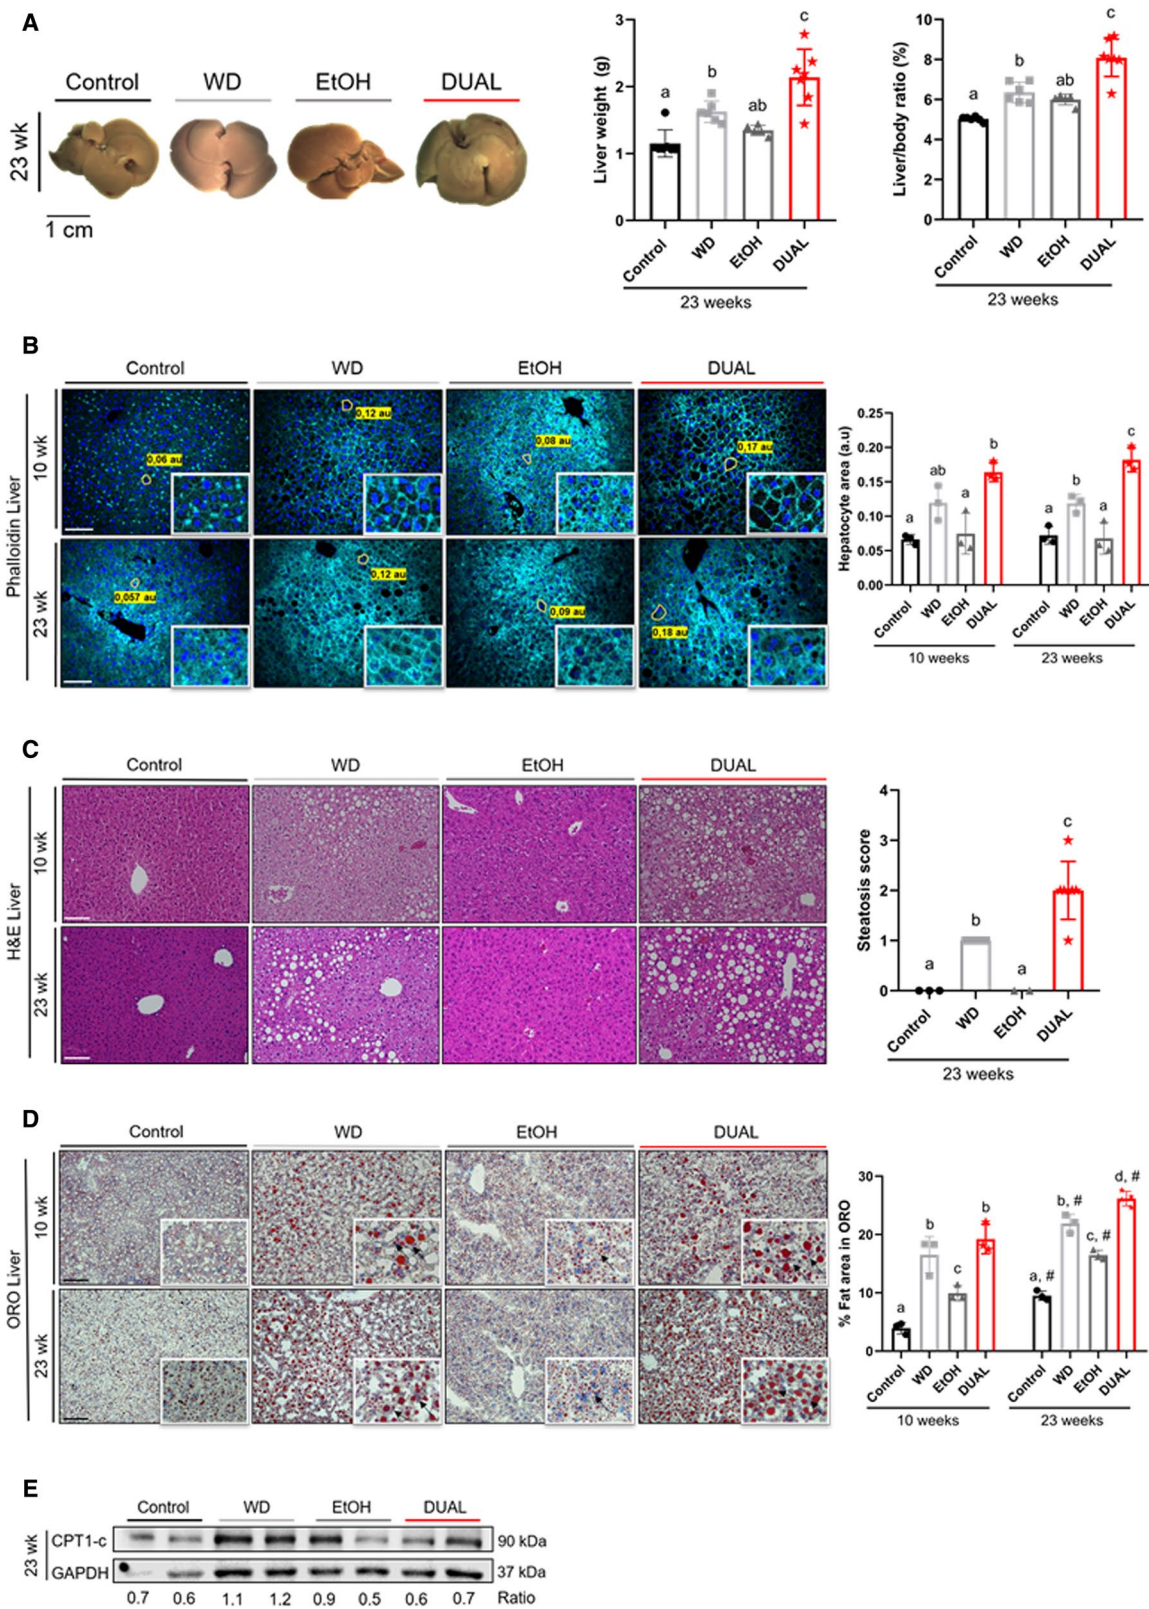 A
Control WD EtOH DUAL
23 wk
1 cm
Liver weight (g)
3
2
1
0
a b ab c
Control WD EtOH DUAL
23 weeks
Liver/body ratio (%)
10
8
6
4
2
0
a b ab c
Control WD EtOH DUAL
23 weeks
B
Control WD EtOH DUAL
Phalloidin Liver
10 wk
0,06 au 0,12 au 0,08 au 0,17 au
23 wk
0,057 au 0,12 au 0,09 au 0,18 au
Hepatocyte area (a.u)
0.25
0.20
0.15
0.10
0.05
0.00
a ab a b a b a c
Control WD EtOH DUAL Control WD EtOH DUAL
10 weeks 23 weeks
C
Control WD EtOH DUAL
H&E Liver
10 wk
23 wk
Steatosis score
4
3
2
1
0
a b a c
Control WD EtOH DUAL
23 weeks
D
Control WD EtOH DUAL
ORO Liver
10 wk
23 wk
% Fat area in ORO
30
20
10
0
a b c b a, # b, # c, # d, #
Control WD EtOH DUAL Control WD EtOH DUAL
10 weeks 23 weeks
E
Control WD EtOH DUAL
23 wk
CPT1-c 90 kDa
GAPDH 37 kDa
0.7 0.6 1.1 1.2 0.9 0.5 0.6 0.7 Ratio